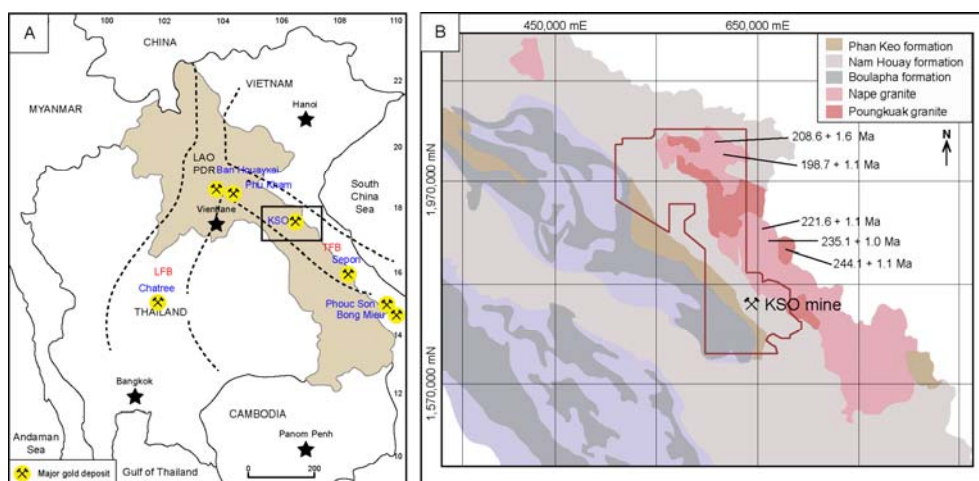 A
100
102
104
106
108
110
CHINA
22
VIETNAM
MYANMAR
Hanoi
20
LAO
PDR
Ban Houayxai
Phu Kham
South
China
Sea
18
Vientiane
KSO
TFB
Sepon
16
LFB
Chatree
THAILAND
Phouc Son
Bong Mieu
14
Bangkok
12
CAMBODIA
Andaman
Sea
Panom Penh
10
Major gold deposit
Gulf of Thailand
0
200
B
450,000 mE
650,000 mE
Phan Keo formation
Nam Houay formation
Boulapha formation
Nape granite
Poungkuak granite
N
208.6 + 1.6 Ma
198.7 + 1.1 Ma
1,970,000 mN
221.6 + 1.1 Ma
235.1 + 1.0 Ma
244.1 + 1.1 Ma
KSO mine
1,570,000 mN